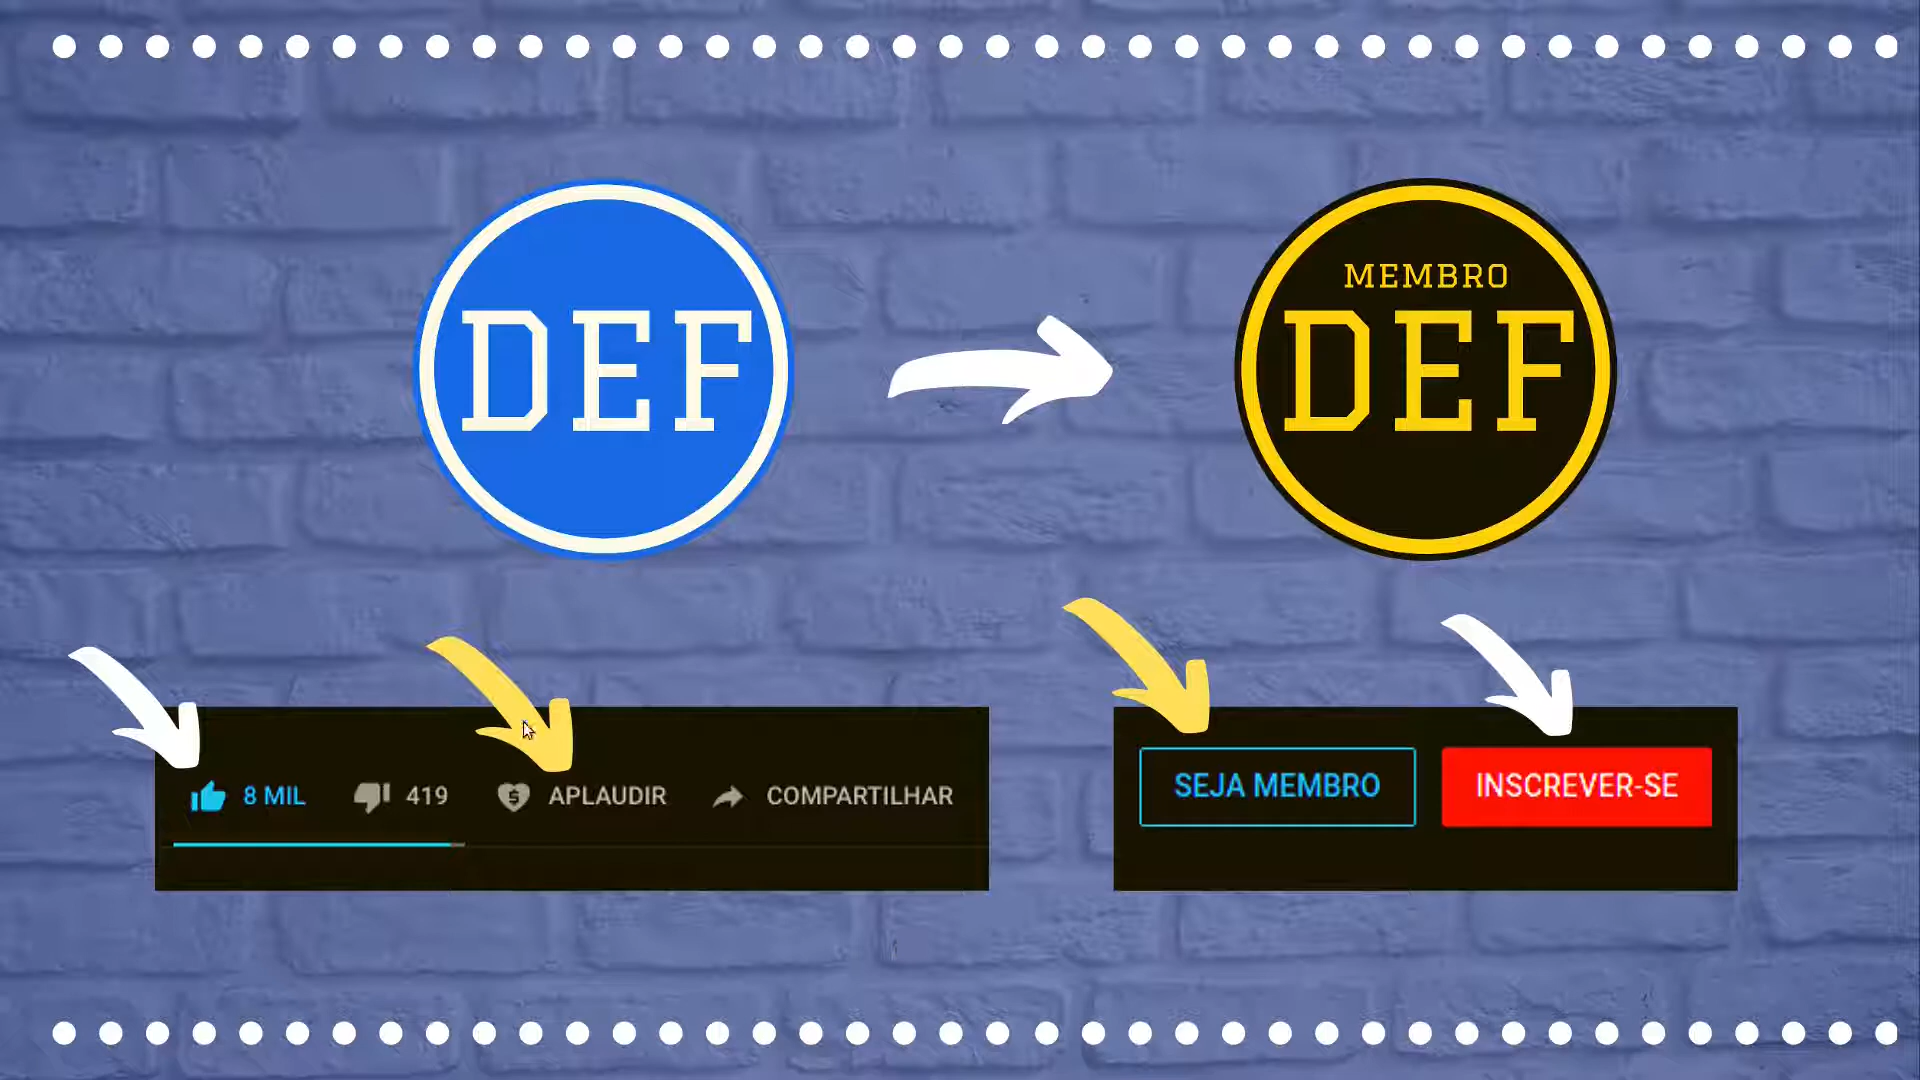 DEF
MEMBRO
DEF
8 MIL 419 APLAUDIR COMPARTILHAR
SEJA MEMBRO INSCREVER-SE